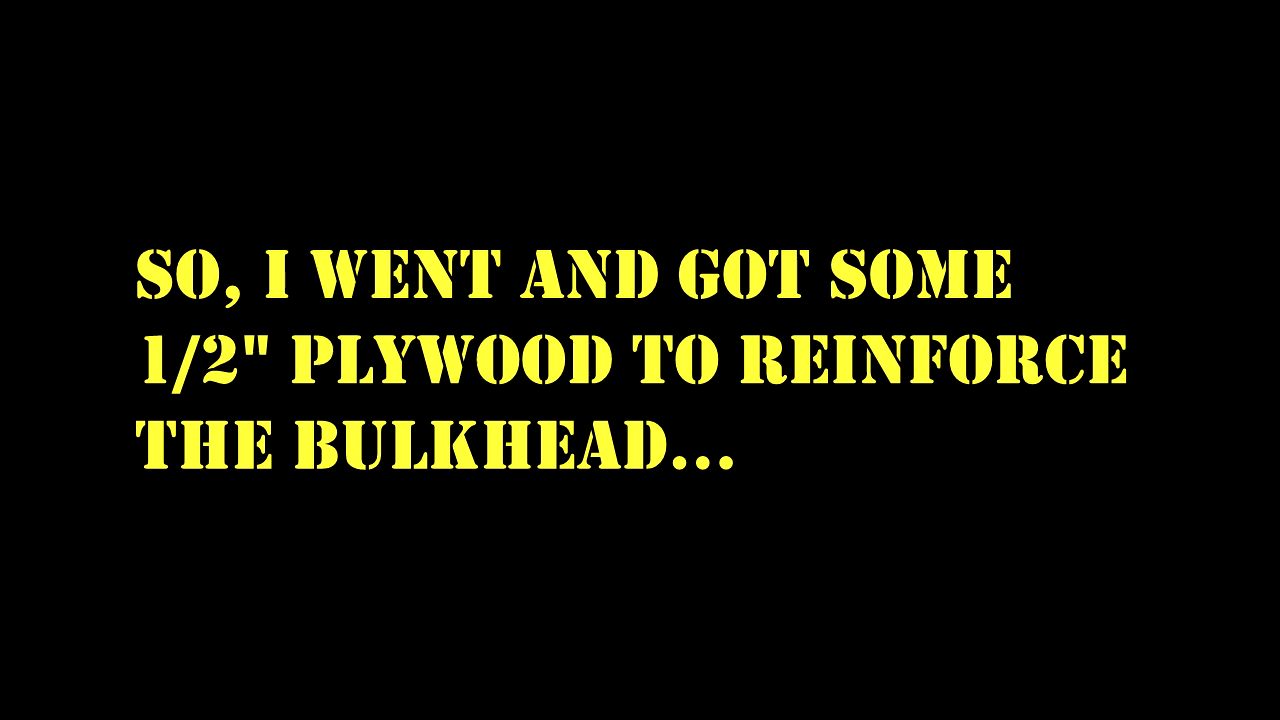 SO, I WENT AND GOT SOME
1/2" PLYWOOD TO REINFORCE
THE BULKHEAD...